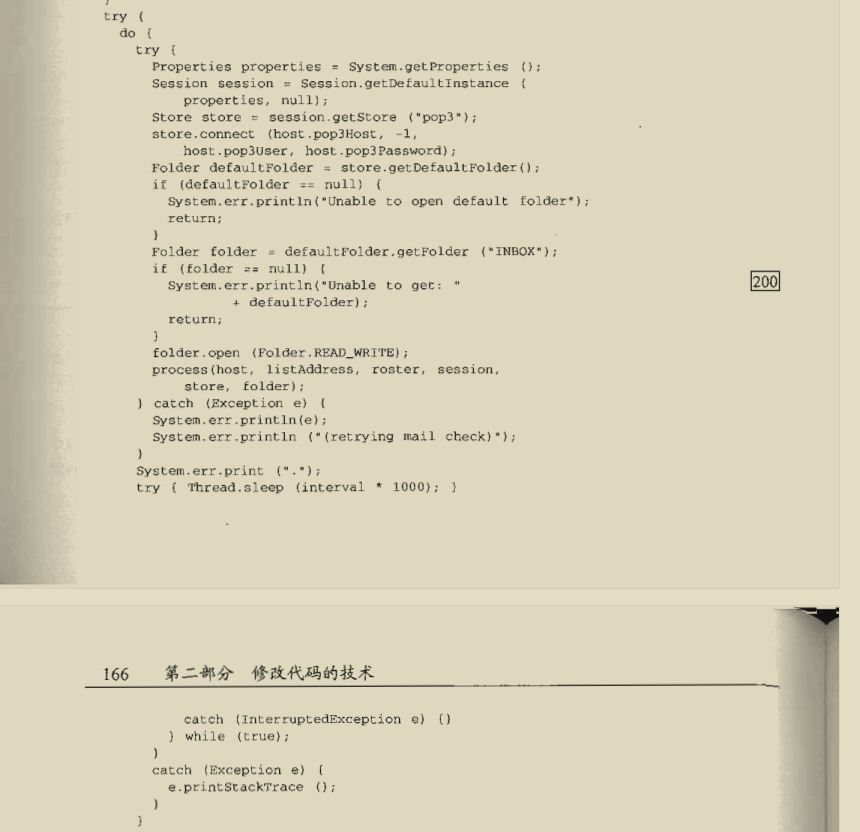 }
try {
do {
try {
Properties properties = System.getProperties ();
Session session = Session.getDefaultInstance (
properties, null);
Store store = session.getStore ("pop3");
store.connect (host.pop3Host, -1,
host.pop3User, host.pop3Password);
Folder defaultFolder = store.getDefaultFolder();
if (defaultFolder == null) {
System.err.println("Unable to open default folder");
return;
}
Folder folder = defaultFolder.getFolder ("INBOX");
if (folder == null) {
System.err.println("Unable to get: "
+ defaultFolder);
return;
}
folder.open (Folder.READ_WRITE);
process(host, listAddress, roster, session,
store, folder);
} catch (Exception e) {
System.err.println(e);
System.err.println ("(retrying mail check)");
}
System.err.print (".");
try { Thread.sleep (interval * 1000); }
200
166 第二部分 修改代码的技术
catch (InterruptedException e) {}
} while (true);
}
catch (Exception e) {
e.printStackTrace ();
}
}